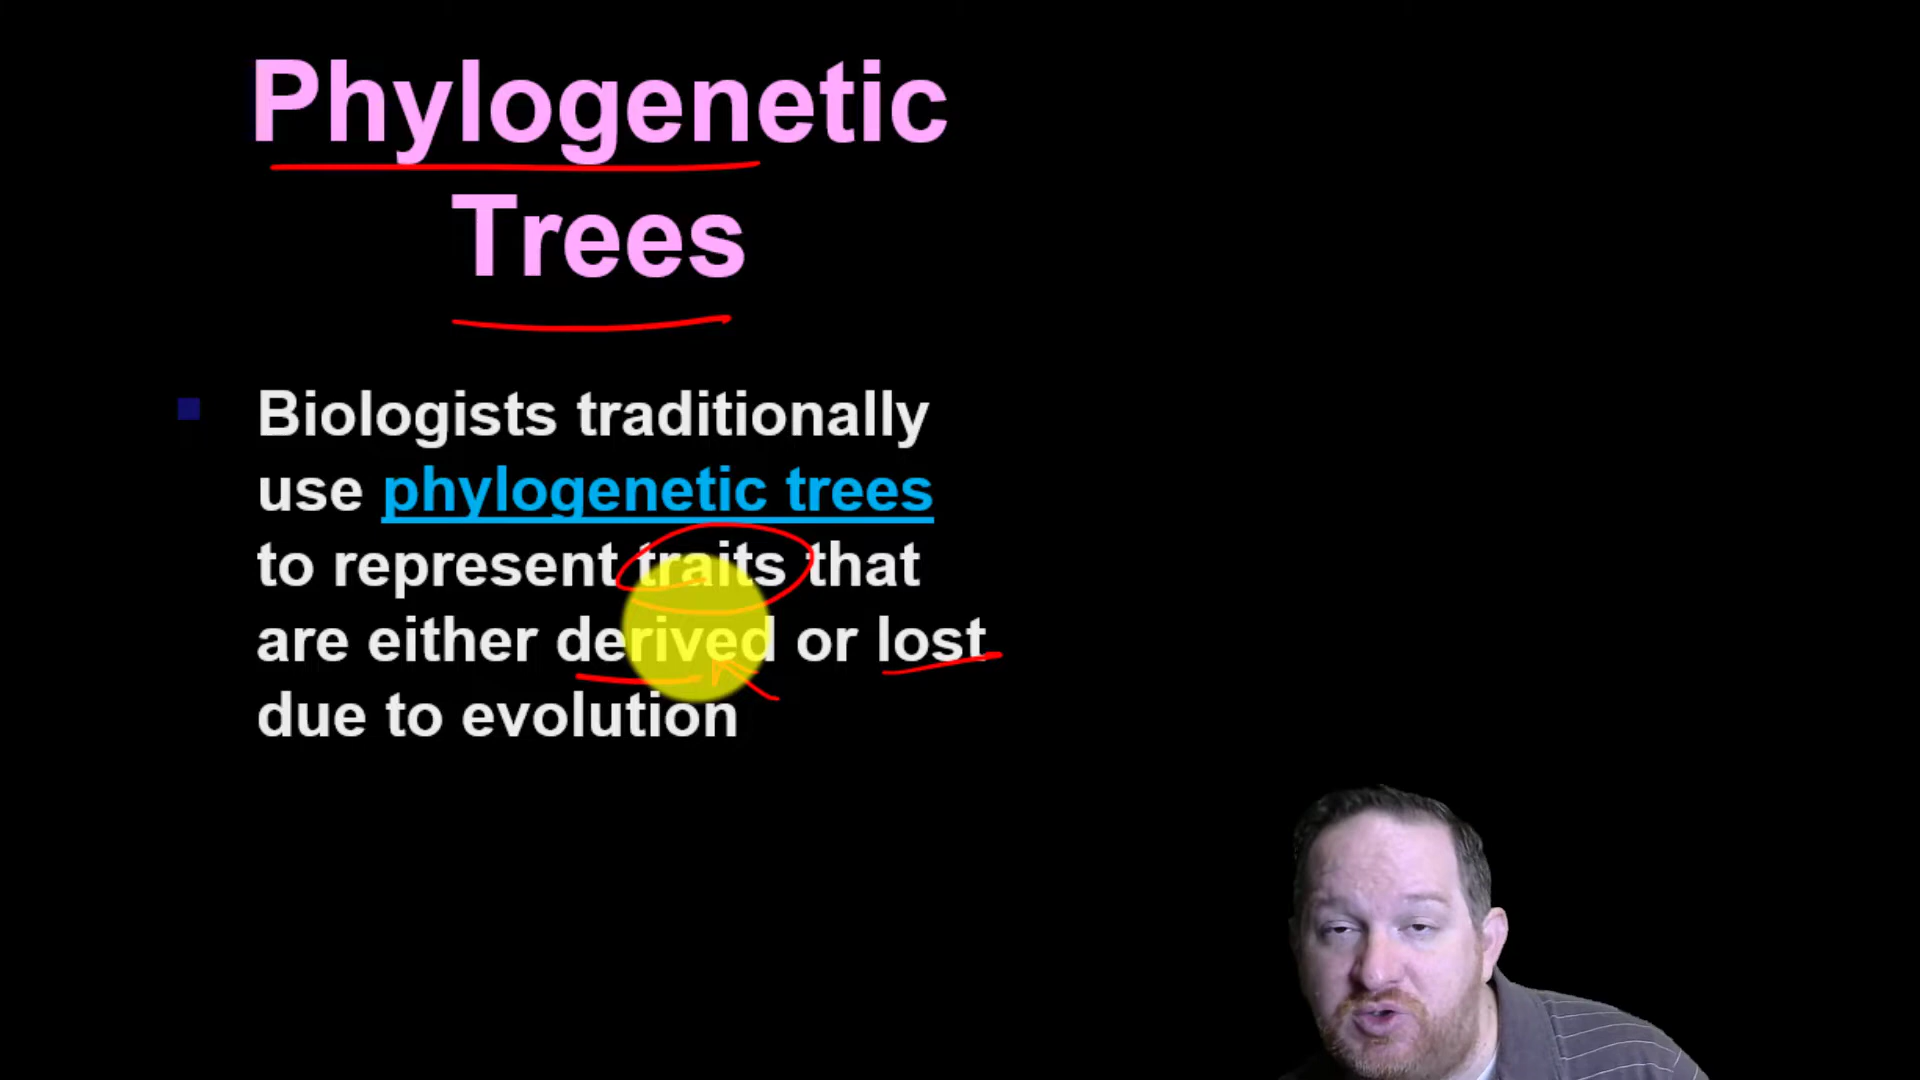 Phylogenetic
Trees
Biologists traditionally
use phylogenetic trees
to represent traits that
are either derived or lost
due to evolution